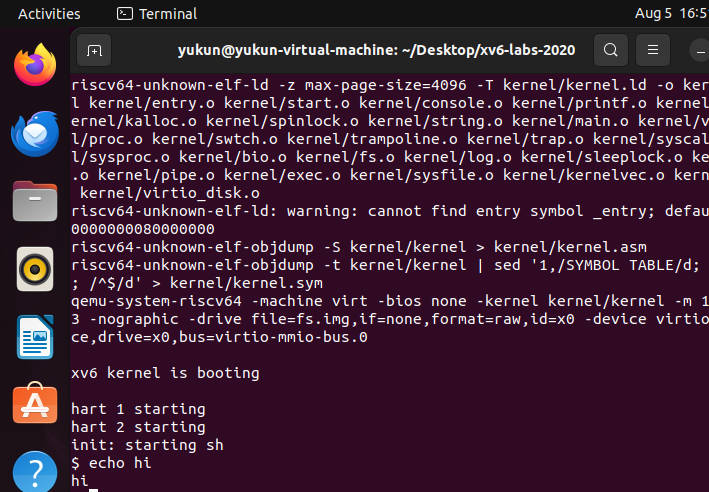 Activities
Terminal
Aug 5 16:5
yukun@yukun-virtual-machine: ~/Desktop/xv6-labs-2020
riscv64-unknown-elf-ld -z max-page-size=4096 -T kernel/kernel.ld -o ker
l kernel/entry.o kernel/start.o kernel/console.o kernel/printf.o kernel
ernel/kalloc.o kernel/spinlock.o kernel/string.o kernel/main.o kernel/v
l/proc.o kernel/swtch.o kernel/trampoline.o kernel/trap.o kernel/syscal
l/sysproc.o kernel/bio.o kernel/fs.o kernel/log.o kernel/sleeplock.o ke
.o kernel/pipe.o kernel/exec.o kernel/sysfile.o kernel/kernelvec.o kern
kernel/virtio_disk.o
riscv64-unknown-elf-ld: warning: cannot find entry symbol _entry; defau
0000000080000000
riscv64-unknown-elf-objdump -S kernel/kernel > kernel/kernel.asm
riscv64-unknown-elf-objdump -t kernel/kernel | sed '1,/SYMBOL TABLE/d;
; /^$/d' > kernel/kernel.sym
qemu-system-riscv64 -machine virt -bios none -kernel kernel/kernel -m 1
3 -nographic -drive file=fs.img,if=none,format=raw,id=x0 -device virtio
ce,drive=x0,bus=virtio-mmio-bus.0
xv6 kernel is booting
hart 1 starting
hart 2 starting
init: starting sh
$ echo hi
hi